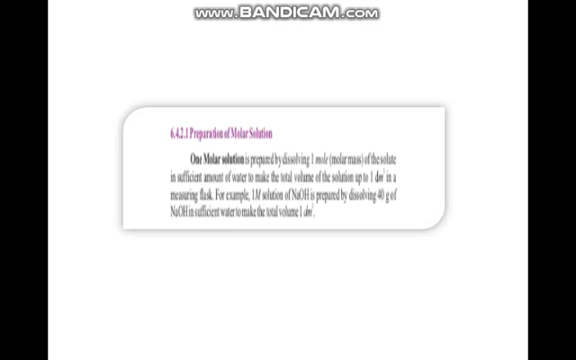 www.BANDICAM.com
6.4.2.1 Preparation of Molar Solution
One Molar solution is prepared by dissolving 1 mole (molar mass) of the solute
in sufficient amount of water to make the total volume of the solution up to 1 dm³ in a
measuring flask. For example, 1M solution of NaOH is prepared by dissolving 40 g of
NaOH in sufficient water to make the total volume 1 dm³.